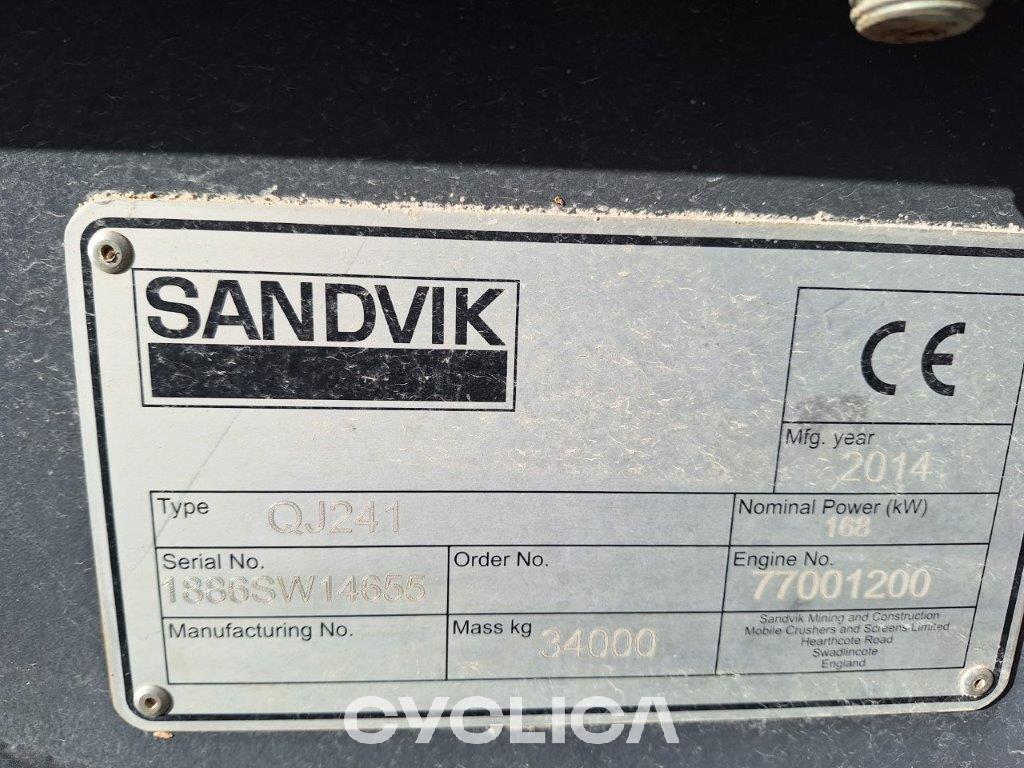 SANDVIK
CE
Mfg. year
2014
Type QJ241
Nominal Power (kW)
168
Serial No.
1886SW14655
Order No.
Engine No.
77001200
Manufacturing No.
Mass kg 34000
Sandvik Mining and Construction
Mobile Crushers and Screens Limited
Hearthcote Road
Swadlincote
England
CYCLICA